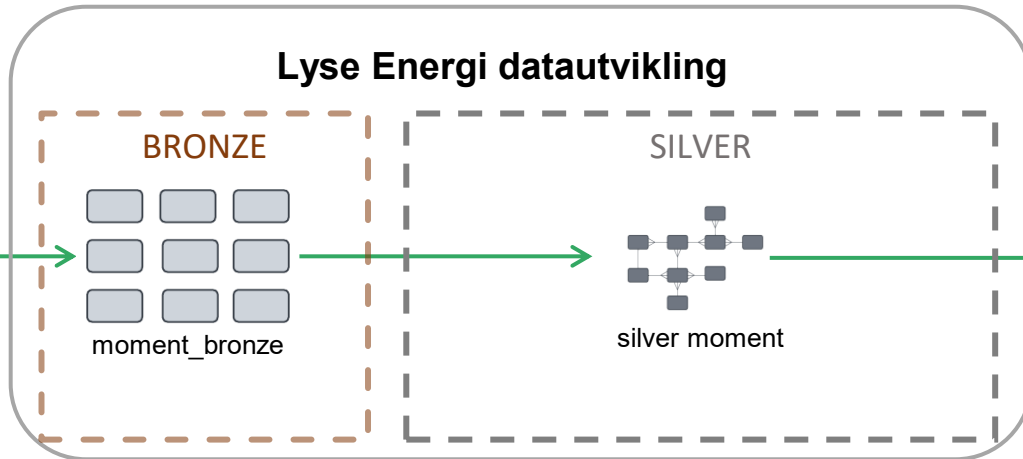 Lyse Energi datautvikling
BRONZE
SILVER
moment_bronze
silver moment